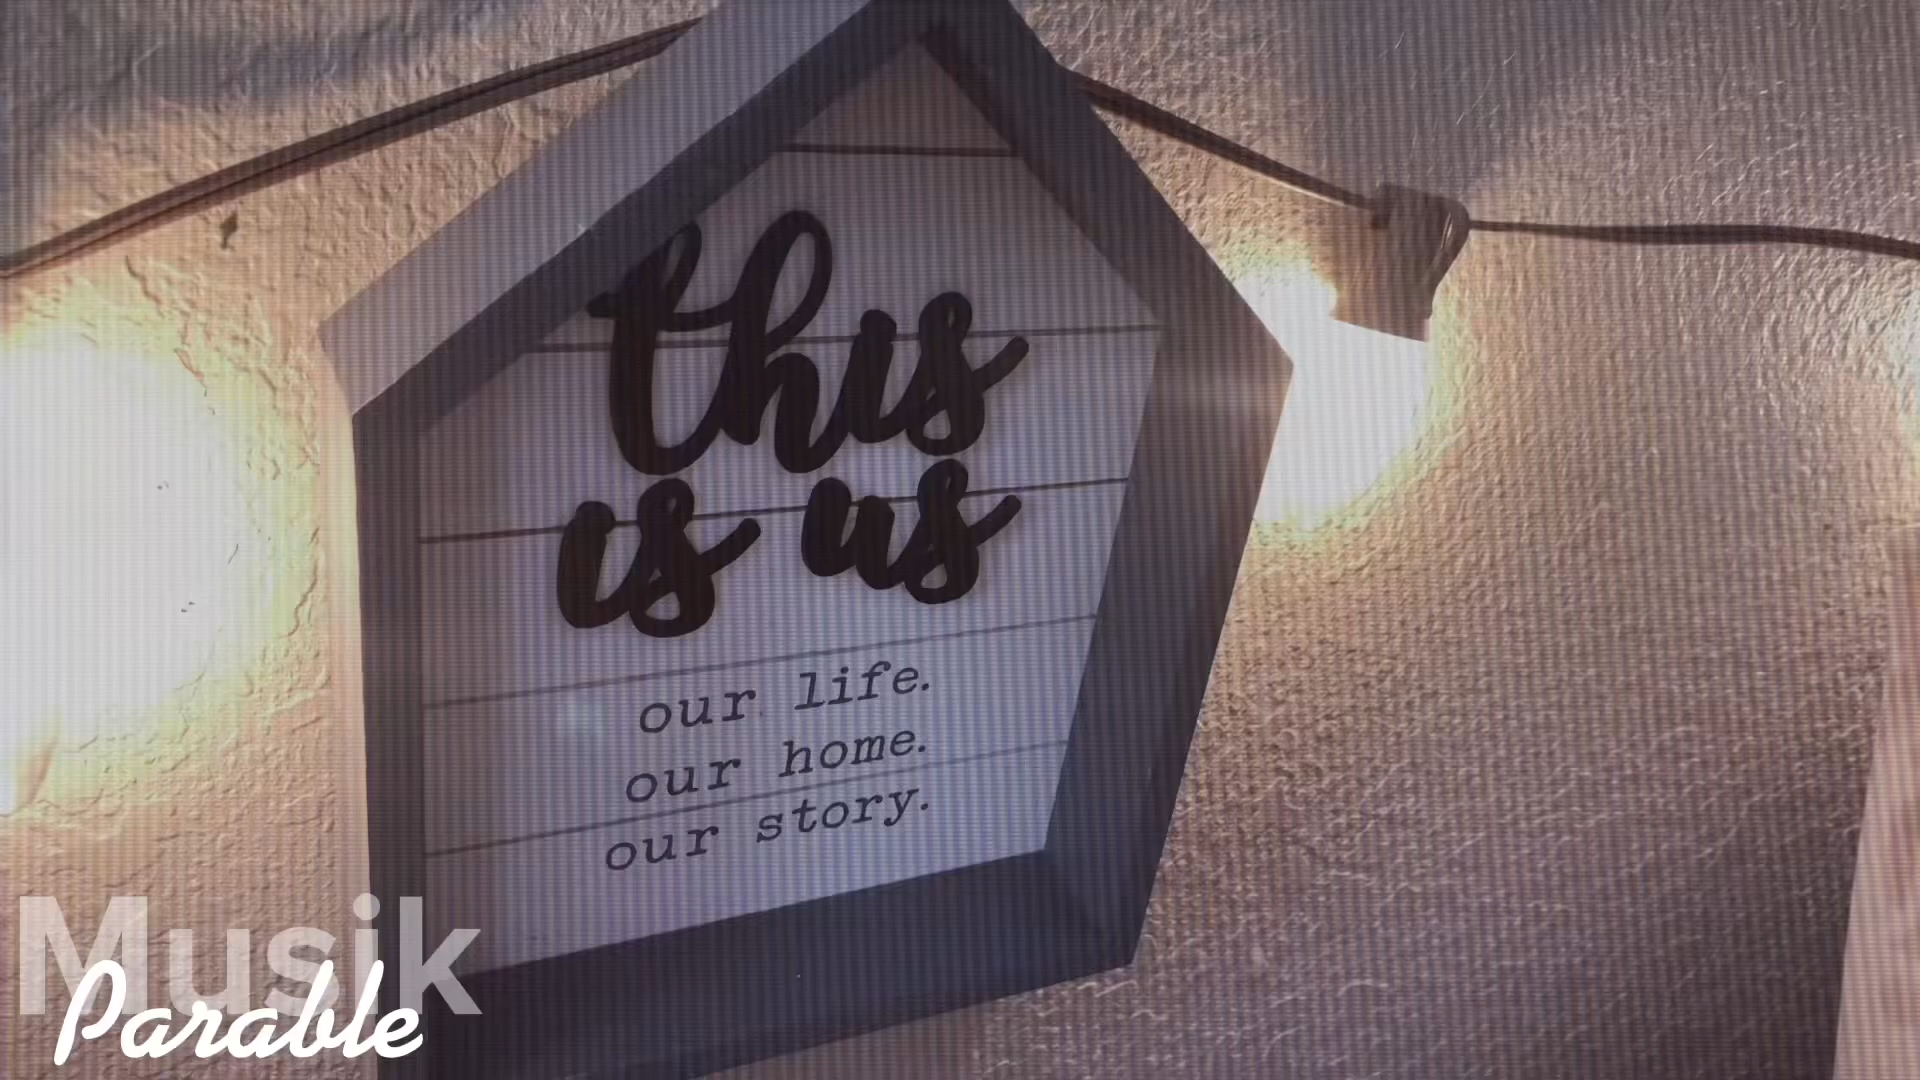 this
is us
our life.
our home.
our story.
Musik
Parable